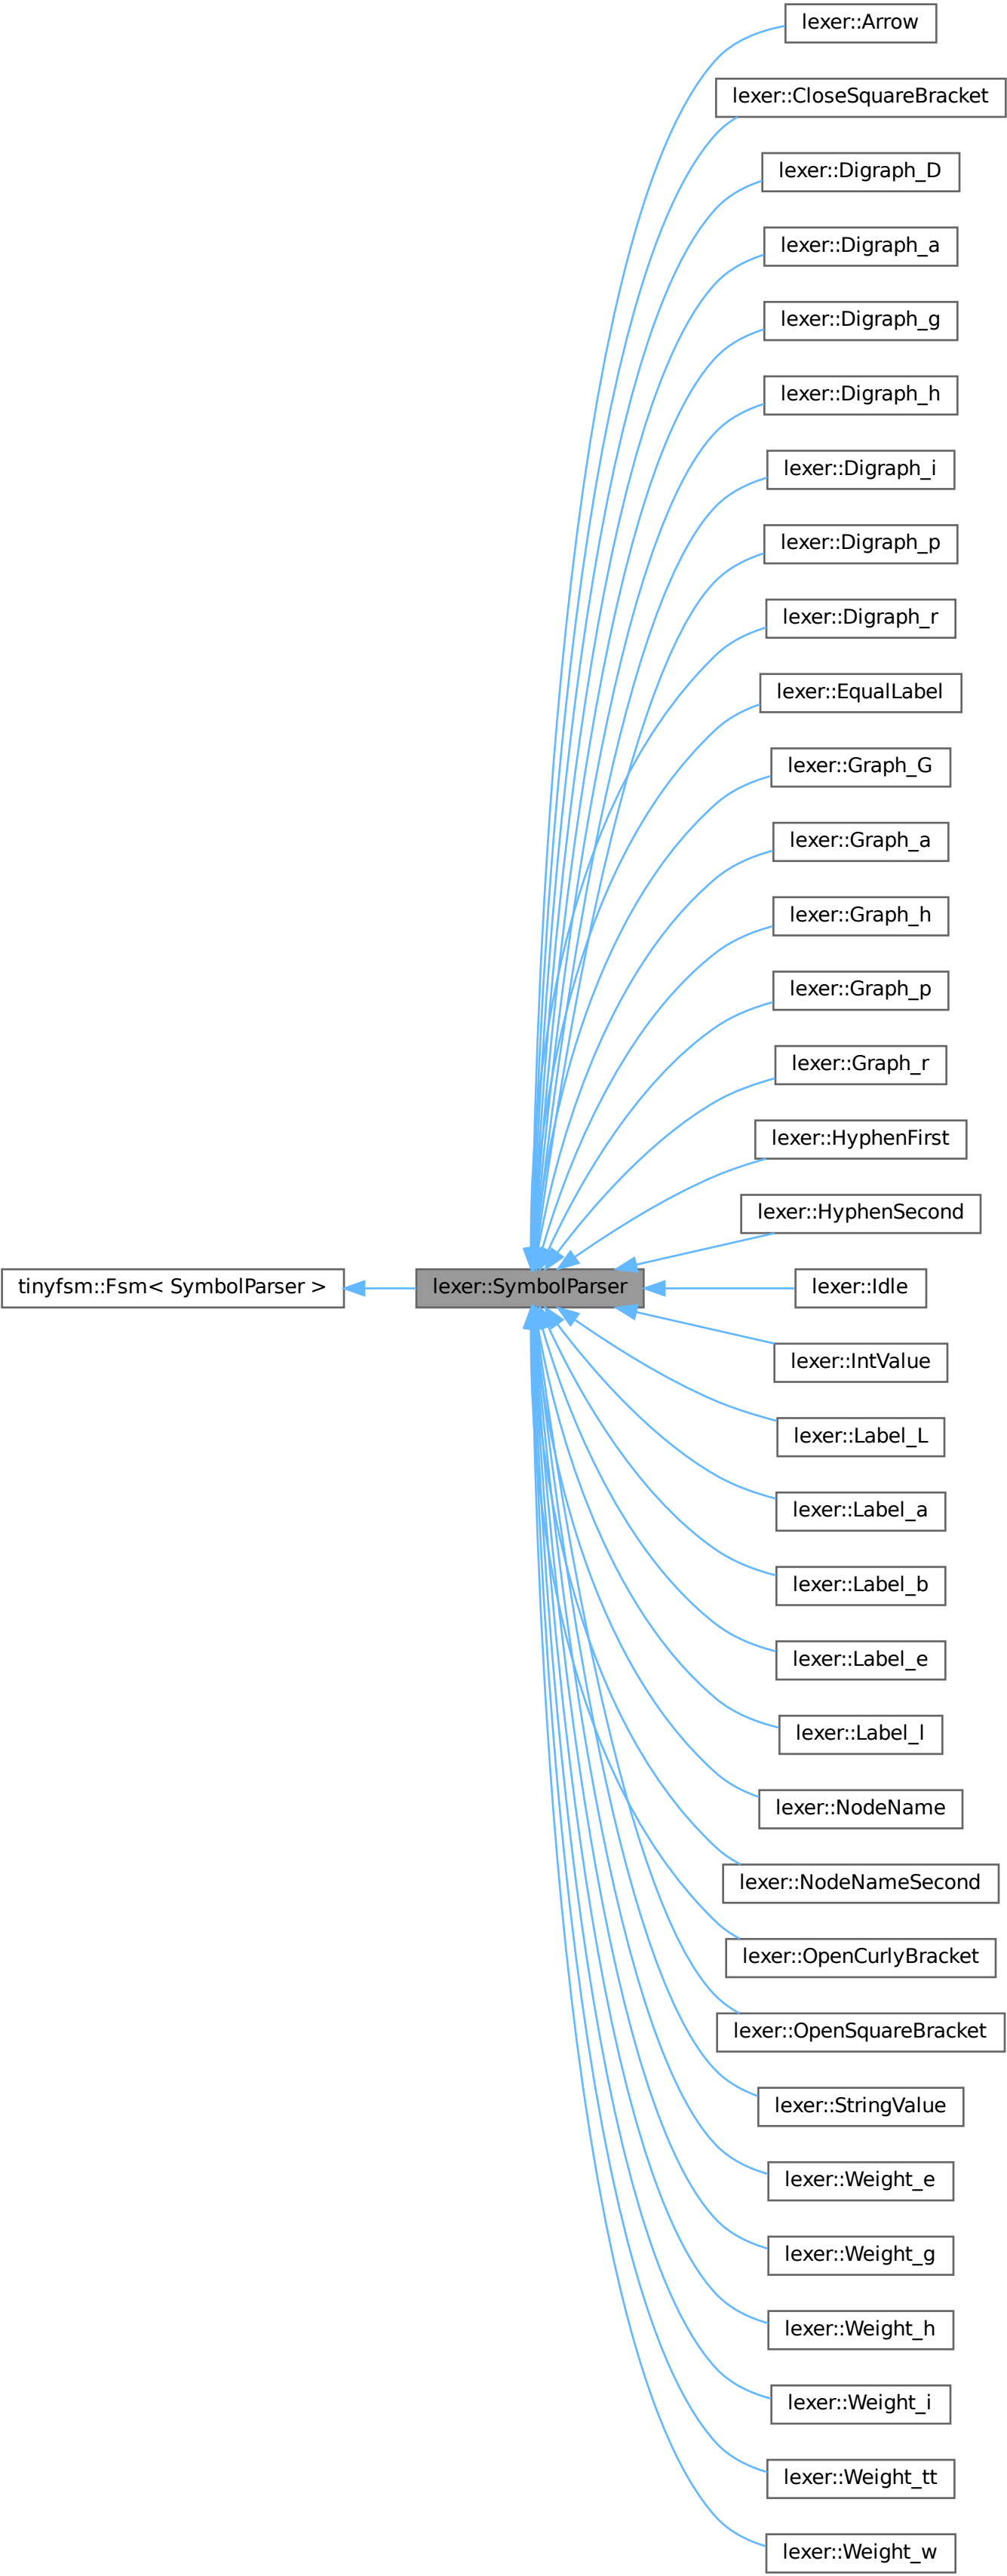 lexer::Arrow
lexer::CloseSquareBracket
lexer::Digraph_D
lexer::Digraph_a
lexer::Digraph_g
lexer::Digraph_h
lexer::Digraph_i
lexer::Digraph_p
lexer::Digraph_r
lexer::EqualLabel
lexer::Graph_G
lexer::Graph_a
lexer::Graph_h
lexer::Graph_p
lexer::Graph_r
lexer::HyphenFirst
lexer::HyphenSecond
tinyfsm::Fsm< SymbolParser >
lexer::SymbolParser
lexer::Idle
lexer::IntValue
lexer::Label_L
lexer::Label_a
lexer::Label_b
lexer::Label_e
lexer::Label_l
lexer::NodeName
lexer::NodeNameSecond
lexer::OpenCurlyBracket
lexer::OpenSquareBracket
lexer::StringValue
lexer::Weight_e
lexer::Weight_g
lexer::Weight_h
lexer::Weight_i
lexer::Weight_tt
lexer::Weight_w